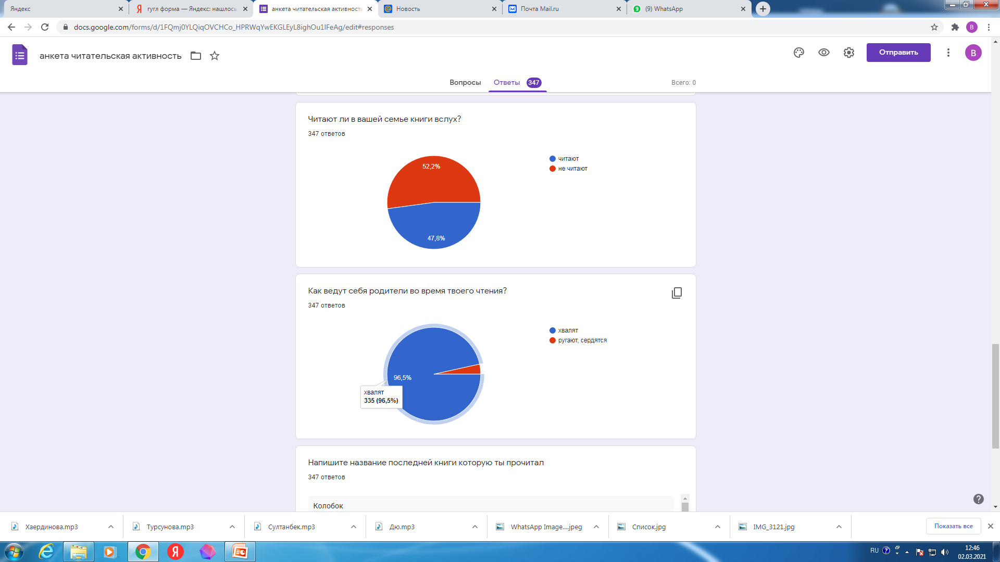 Яндекс
гугл форма — Яндекс: нашлось
анкета читательская активность
Новость
Почта Mail.ru
(9) WhatsApp
docs.google.com/forms/d/1FQmj0YLQiqOVCHCo_HPRWqYwEKGLEyL8ighOu1lFeAg/edit#responses
B
анкета читательская активность
Отправить
B
Вопросы
Ответы 347
Всего: 0
Читают ли в вашей семье книги вслух?
347 ответов
читают
не читают
52,2%
47,8%
Как ведут себя родители во время твоего чтения?
347 ответов
хвалят
ругают, сердятся
96,5%
хвалят
335 (96,5%)
Напишите название последней книги которую ты прочитал
347 ответов
Колобок
Хаердинова.mp3
Турсунова.mp3
Султанбек.mp3
Дю.mp3
WhatsApp Image....jpeg
Список.jpg
IMG_3121.jpg
Показать все
RU
12:46
02.03.2021